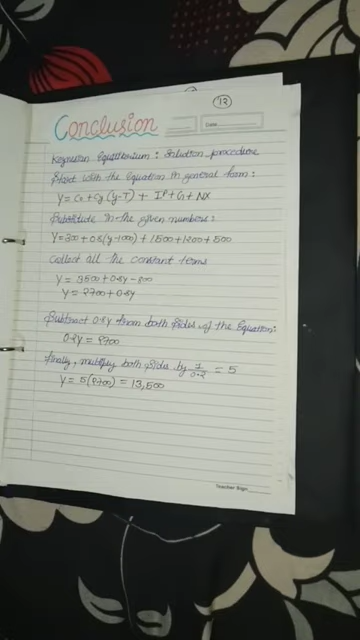 12
Conclusion
Date
Keynesian Equilibrium: Solution procedure
Start with the Equation in general form:
Y = C₀ + Cy (y-T) + Iᴾ + G + NX
Substitute in the given numbers:
Y = 300 + 0.8 (y-1000) + 1500 + 1200 + 500
Collect all the constant terms
Y = 3500 + 0.8y - 800
Y = 2700 + 0.8y
Subtract 0.8y from both sides of the Equation:
0.2y = 2700
Finally, multiply both sides by 1/0.2 = 5
Y = 5(2700) = 13,500
Teacher Sign